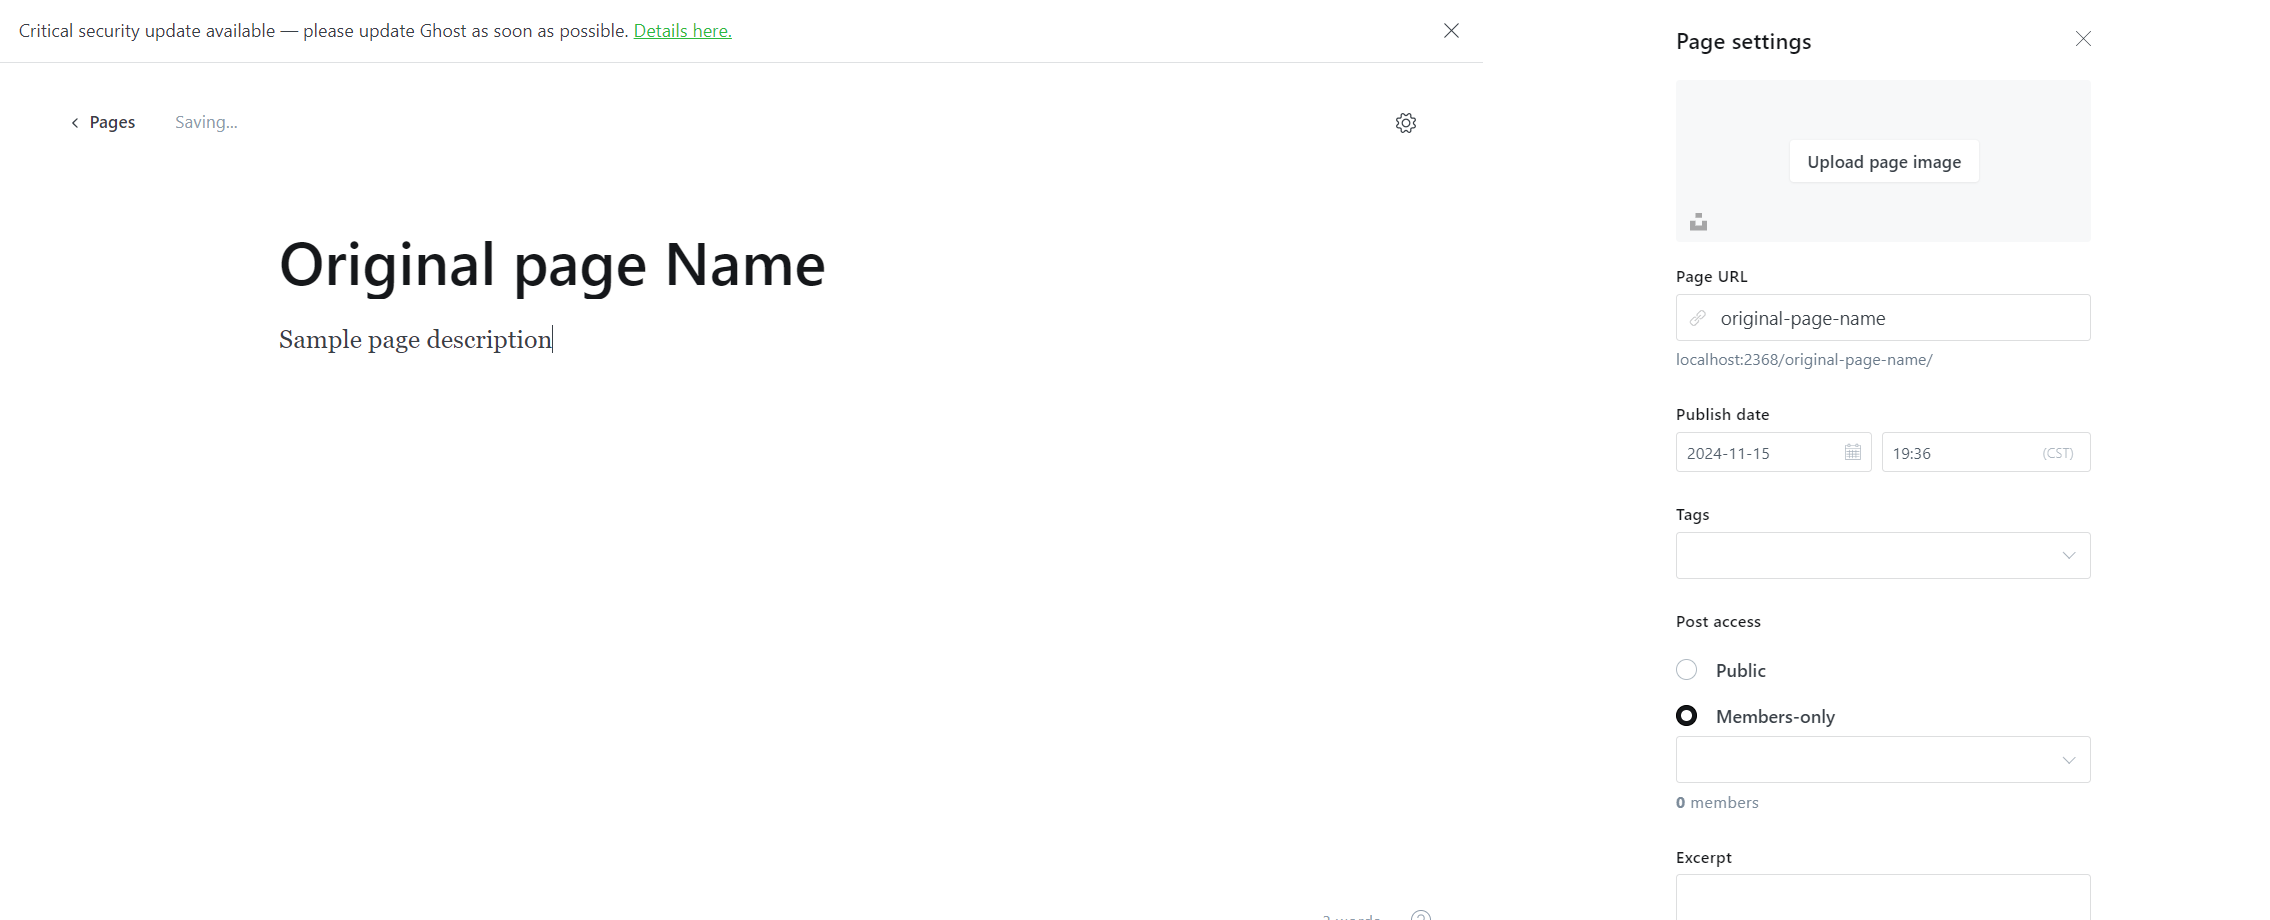 Critical security update available — please update Ghost as soon as possible. Details here.
Pages
Saving...
Original page Name
Sample page description
Page settings
Upload page image
Page URL
original-page-name
localhost:2368/original-page-name/
Publish date
2024-11-15
19:36 (CST)
Tags
Post access
Public
Members-only
0 members
Excerpt